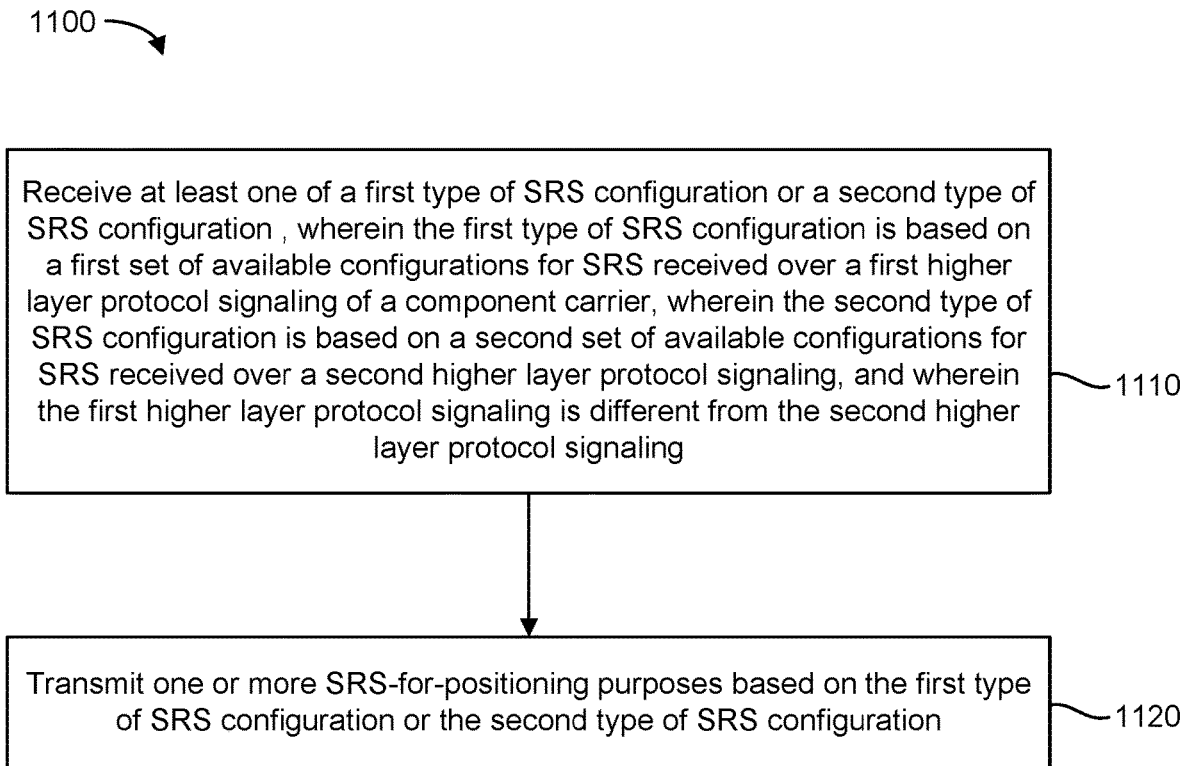 1100
Receive at least one of a first type of SRS configuration or a second type of
SRS configuration , wherein the first type of SRS configuration is based on
a first set of available configurations for SRS received over a first higher
layer protocol signaling of a component carrier, wherein the second type of
SRS configuration is based on a second set of available configurations for
SRS received over a second higher layer protocol signaling, and wherein
the first higher layer protocol signaling is different from the second higher
layer protocol signaling
1110
Transmit one or more SRS-for-positioning purposes based on the first type
of SRS configuration or the second type of SRS configuration
1120